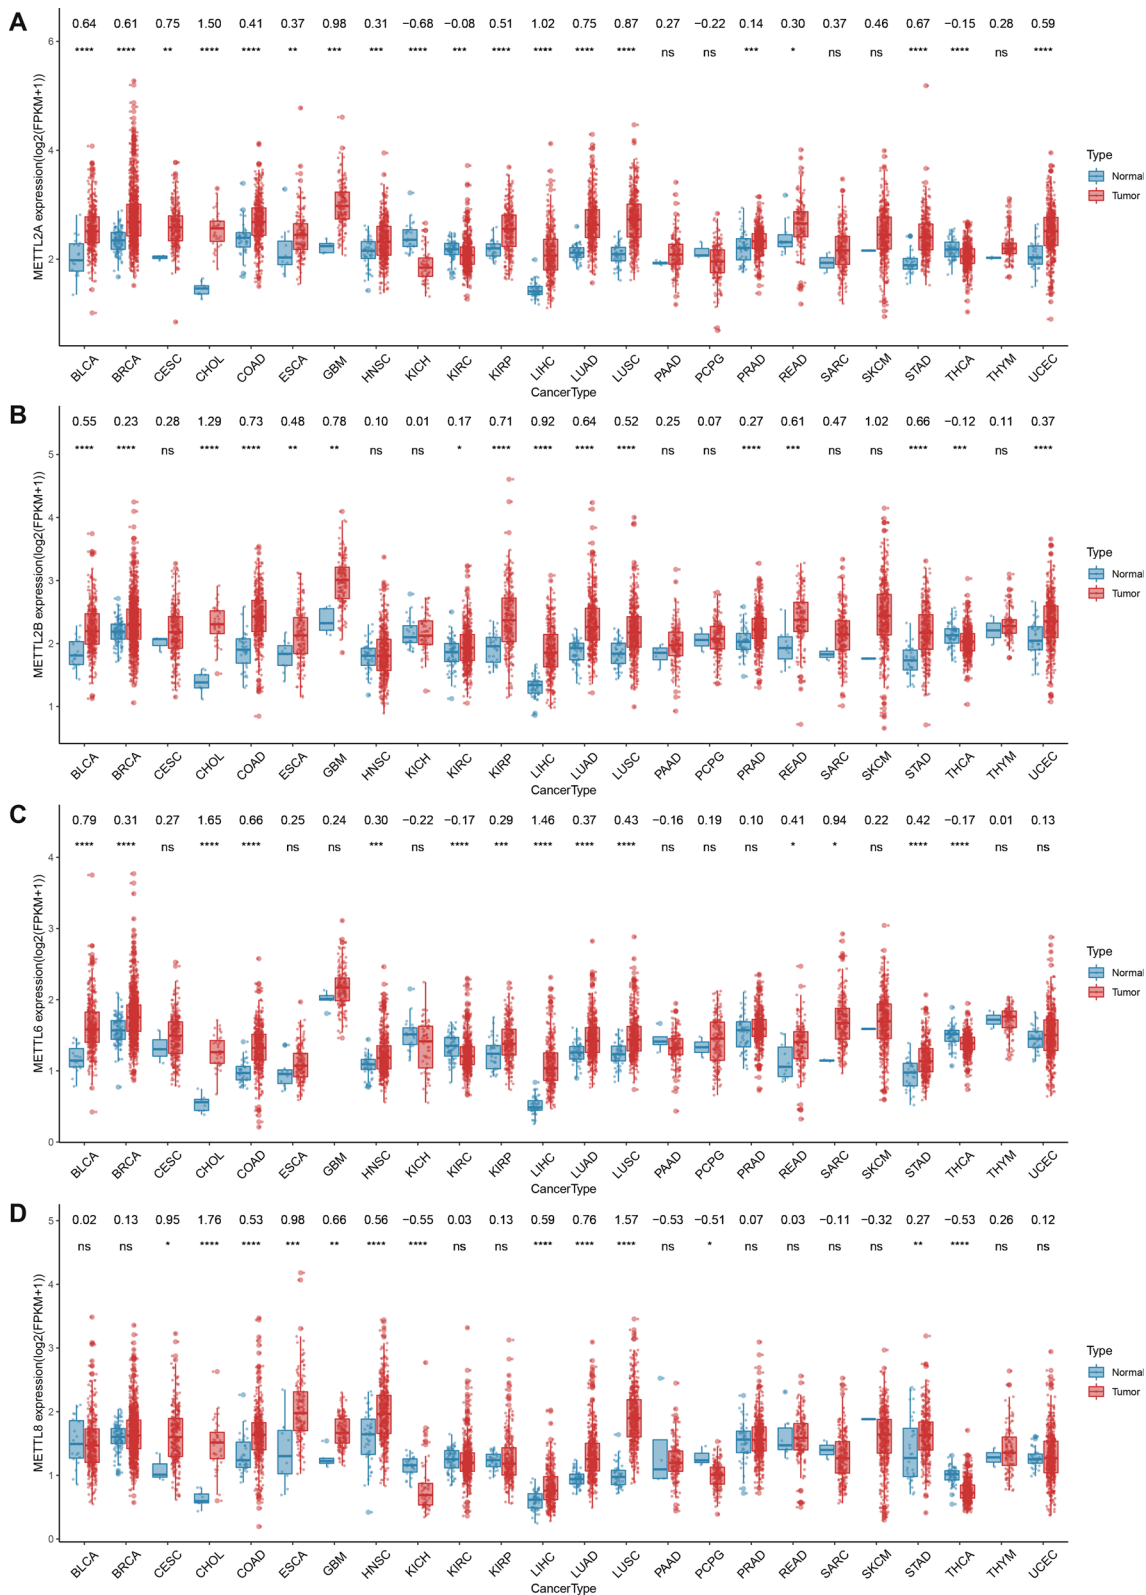 A
0.64 0.61 0.75 1.50 0.41 0.37 0.98 0.31 −0.68 −0.08 0.51 1.02 0.75 0.87 0.27 −0.22 0.14 0.30 0.37 0.46 0.67 −0.15 0.28 0.59
**** **** ** **** **** ** *** *** **** *** **** **** **** **** ns ns *** * ns ns **** **** ns ****
METTL2A expression(log2(FPKM+1))
6
4
2
Type
Normal
Tumor
BLCA BRCA CESC CHOL COAD ESCA GBM HNSC KICH KIRC KIRP LIHC LUAD LUSC PAAD PCPG PRAD READ SARC SKCM STAD THCA THYM UCEC
CancerType
B
0.55 0.23 0.28 1.29 0.73 0.48 0.78 0.10 0.01 0.17 0.71 0.92 0.64 0.52 0.25 0.07 0.27 0.61 0.47 1.02 0.66 −0.12 0.11 0.37
**** **** ns **** **** ** ** ns ns * **** **** **** **** ns ns **** *** ns ns **** *** ns ****
METTL2B expression(log2(FPKM+1))
5
4
3
2
1
Type
Normal
Tumor
BLCA BRCA CESC CHOL COAD ESCA GBM HNSC KICH KIRC KIRP LIHC LUAD LUSC PAAD PCPG PRAD READ SARC SKCM STAD THCA THYM UCEC
CancerType
C
0.79 0.31 0.27 1.65 0.66 0.25 0.24 0.30 −0.22 −0.17 0.29 1.46 0.37 0.43 −0.16 0.19 0.10 0.41 0.94 0.22 0.42 −0.17 0.01 0.13
**** **** ns **** **** ns ns *** ns **** *** **** **** **** ns ns ns * * ns **** **** ns ns
METTL6 expression(log2(FPKM+1))
4
3
2
1
0
Type
Normal
Tumor
BLCA BRCA CESC CHOL COAD ESCA GBM HNSC KICH KIRC KIRP LIHC LUAD LUSC PAAD PCPG PRAD READ SARC SKCM STAD THCA THYM UCEC
CancerType
D
0.02 0.13 0.95 1.76 0.53 0.98 0.66 0.56 −0.55 0.03 0.13 0.59 0.76 1.57 −0.53 −0.51 0.07 0.03 −0.11 −0.32 0.27 −0.53 0.26 0.12
ns ns * **** **** *** ** **** **** ns ns **** **** **** ns * ns ns ns ns ** **** ns ns
METTL8 expression(log2(FPKM+1))
5
4
3
2
1
0
Type
Normal
Tumor
BLCA BRCA CESC CHOL COAD ESCA GBM HNSC KICH KIRC KIRP LIHC LUAD LUSC PAAD PCPG PRAD READ SARC SKCM STAD THCA THYM UCEC
CancerType